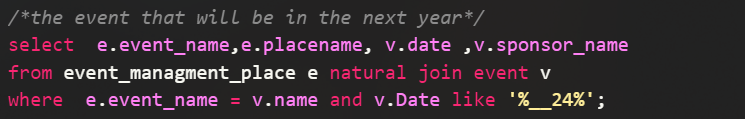 /*the event that will be in the next year*/
select  e.event_name,e.placename, v.date ,v.sponsor_name
from event_managment_place e natural join event v
where  e.event_name = v.name and v.Date like '%__24%';